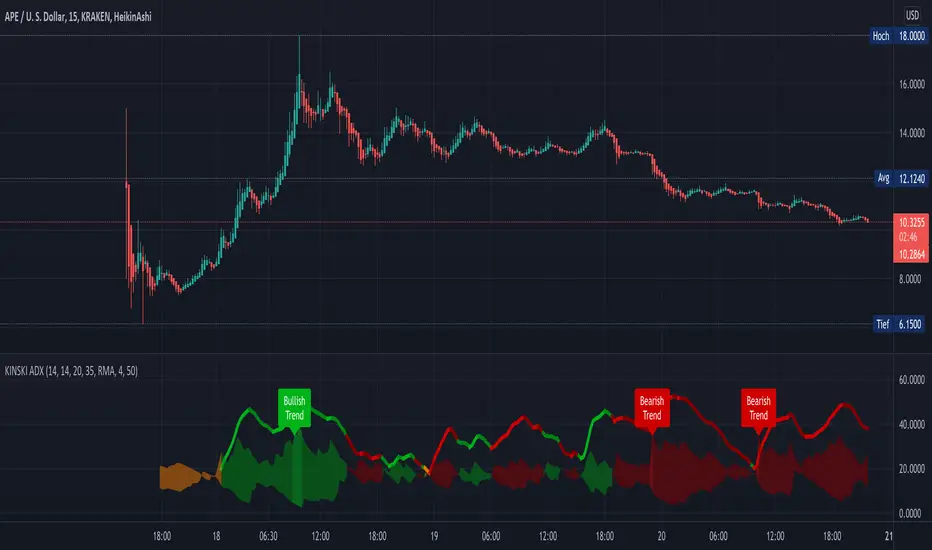 APE / U. S. Dollar, 15, KRAKEN, HeikinAshi
USD
Hoch 18.0000
16.0000
14.0000
Avg 12.1240
10.3255
02:46
10.2864
8.0000
Tief 6.1500
KINSKI ADX (14, 14, 20, 35, RMA, 4, 50)
60.0000
Bullish
Trend
Bearish
Trend
Bearish
Trend
40.0000
20.0000
0.0000
18:00 18 06:30 12:00 18:00 19 06:00 12:00 18:00 20 06:00 12:00 18:00 21